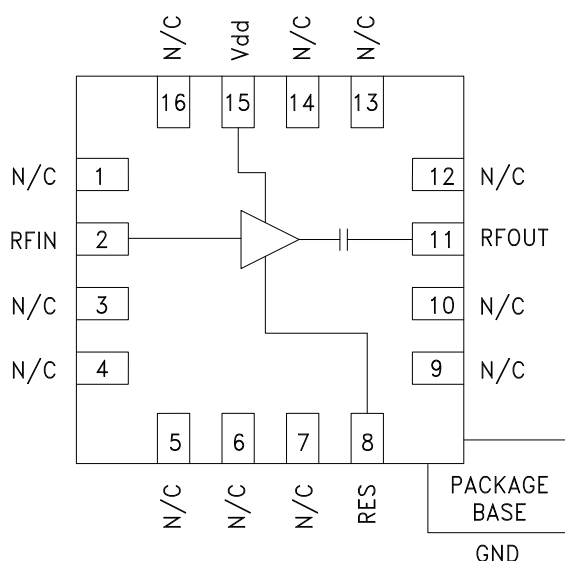 N/C
Vdd
N/C
N/C
16
15
14
13
N/C 1
12 N/C
RFIN 2
11 RFOUT
N/C 3
10 N/C
N/C 4
9 N/C
5
6
7
8
N/C
N/C
N/C
RES
PACKAGE
BASE
GND